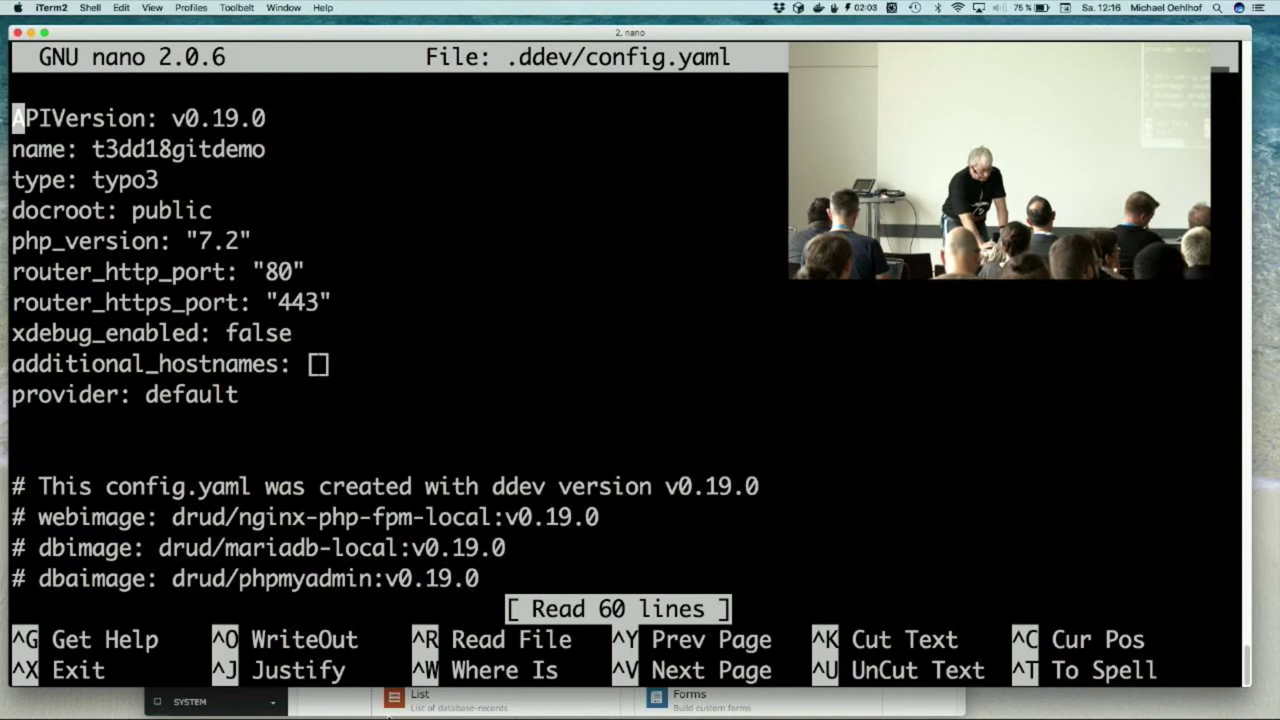 iTerm2 Shell Edit View Profiles Toolbelt Window Help 02:03 75 % Sa. 12:16 Michael Oehlhof
2. nano
GNU nano 2.0.6 File: .ddev/config.yaml
APIVersion: v0.19.0
name: t3dd18gitdemo
type: typo3
docroot: public
php_version: "7.2"
router_http_port: "80"
router_https_port: "443"
xdebug_enabled: false
additional_hostnames: []
provider: default
# This config.yaml was created with ddev version v0.19.0
# webimage: drud/nginx-php-fpm-local:v0.19.0
# dbimage: drud/mariadb-local:v0.19.0
# dbaimage: drud/phpmyadmin:v0.19.0
[ Read 60 lines ]
^G Get Help ^O WriteOut ^R Read File ^Y Prev Page ^K Cut Text ^C Cur Pos
^X Exit ^J Justify ^W Where Is ^V Next Page ^U UnCut Text ^T To Spell
SYSTEM List Forms
List of database-records Build custom forms